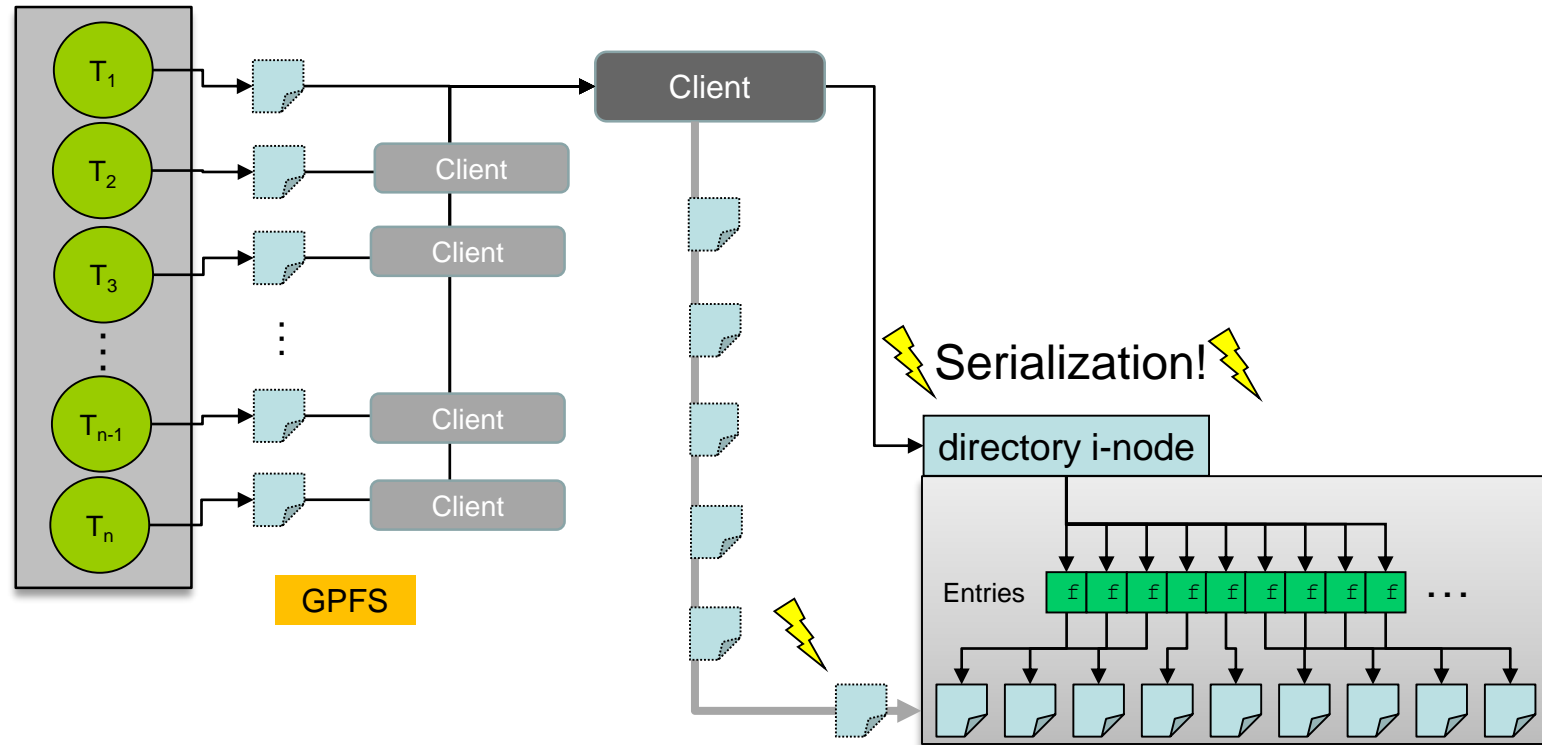 T1
Client
T2
Client
T3
Client
⋮
⋮
Serialization!
Tn-1
Client
directory i-node
Tn
Client
GPFS
Entries f f f f f f f f f ...